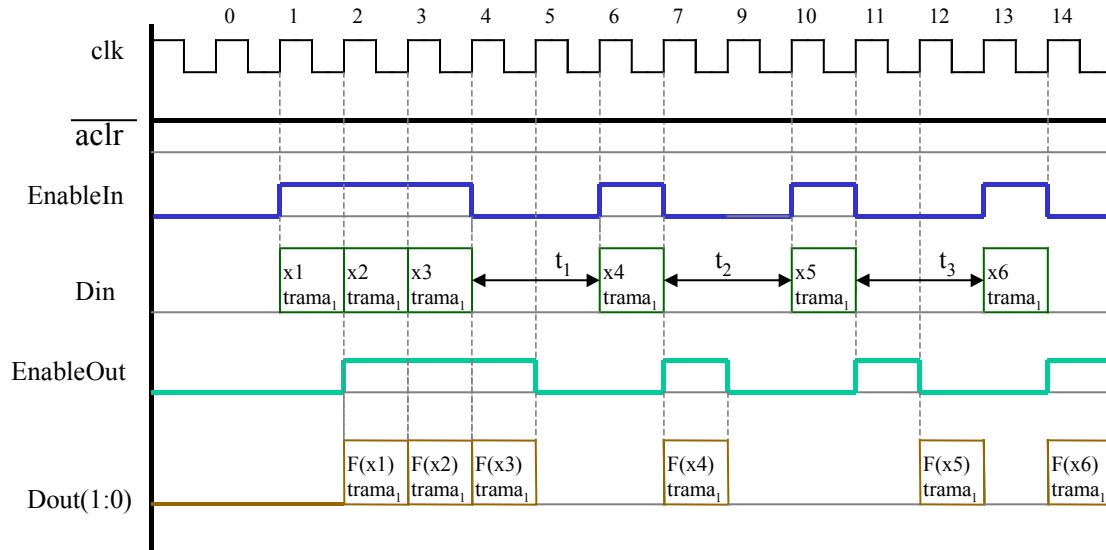 0 1 2 3 4 5 6 7 9 10 11 12 13 14
clk
aclr
EnableIn
Din
x1 x2 x3 t1 x4 t2 x5 t3 x6
trama1 trama1 trama1 trama1 trama1 trama1
EnableOut
F(x1) F(x2) F(x3) F(x4) F(x5) F(x6)
trama1 trama1 trama1 trama1 trama1 trama1
Dout(1:0)